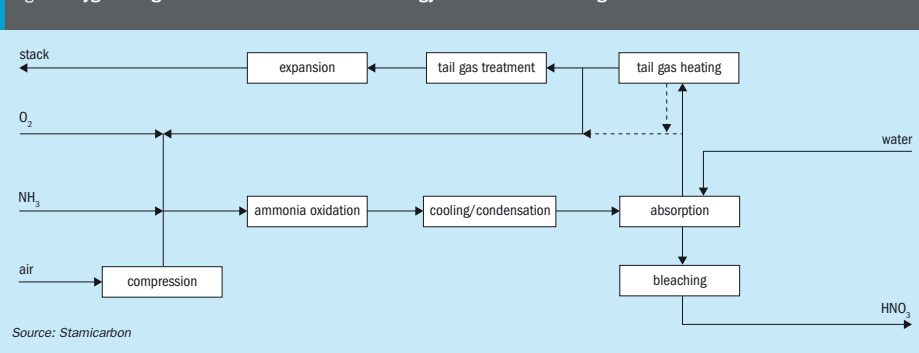 stack
expansion
tail gas treatment
tail gas heating
O₂
water
NH₃
ammonia oxidation
cooling/condensation
absorption
air
compression
bleaching
HNO₃
Source: Stamicarbon